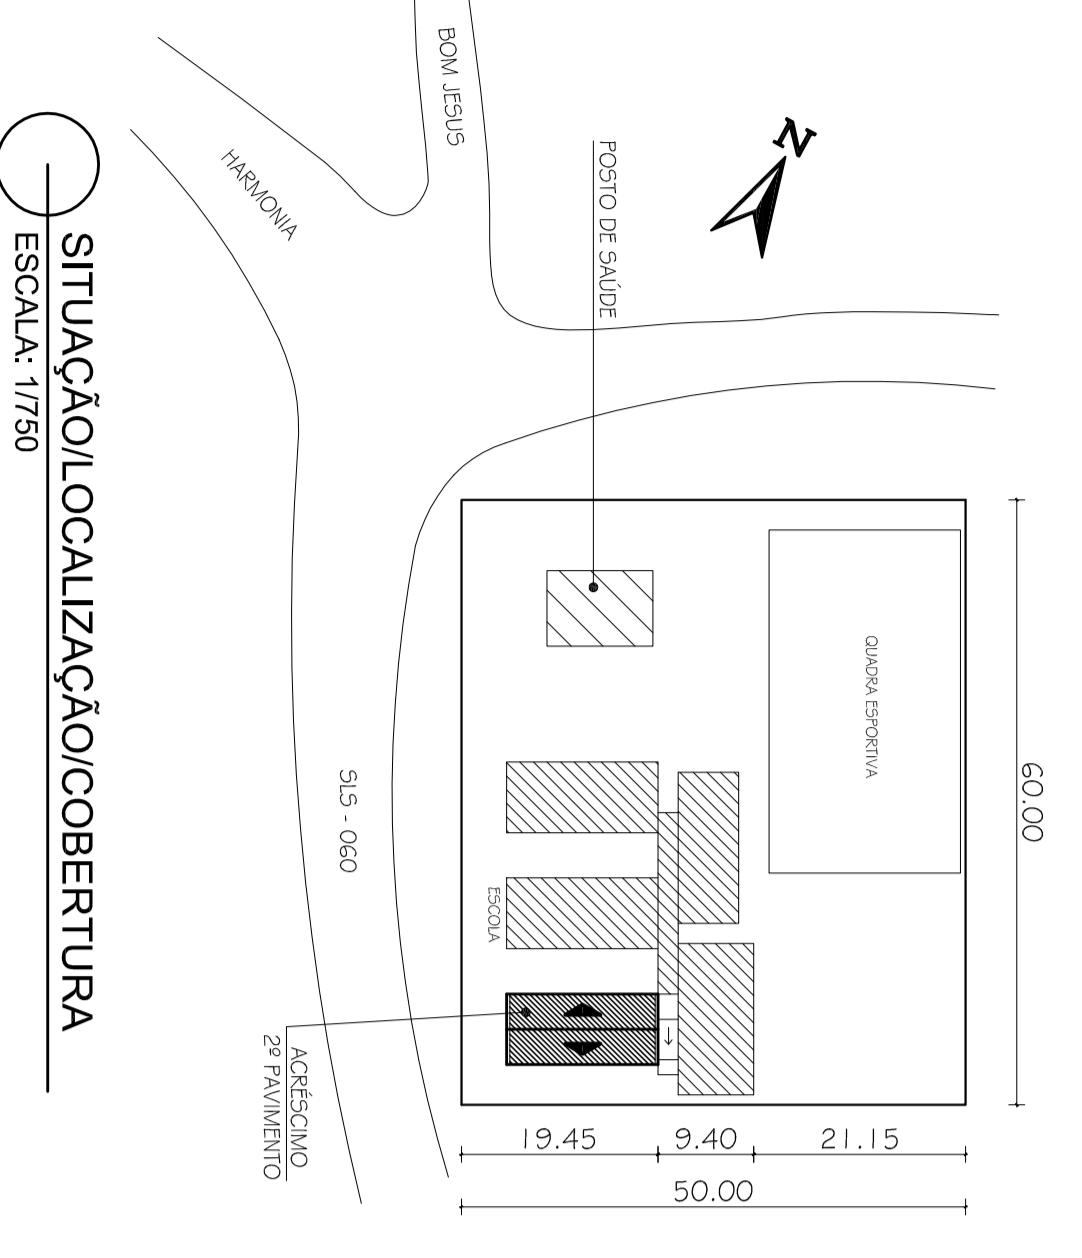 BOM JESUS
HARMONIA
N
POSTO DE SAÚDE
QUADRA ESPORTIVA
60.00
SLS - 060
ESCOLA
ACRÉSCIMO
2º PAVIMENTO
19.45
9.40
21.15
50.00
SITUAÇÃO/LOCALIZAÇÃO/COBERTURA
ESCALA: 1/750